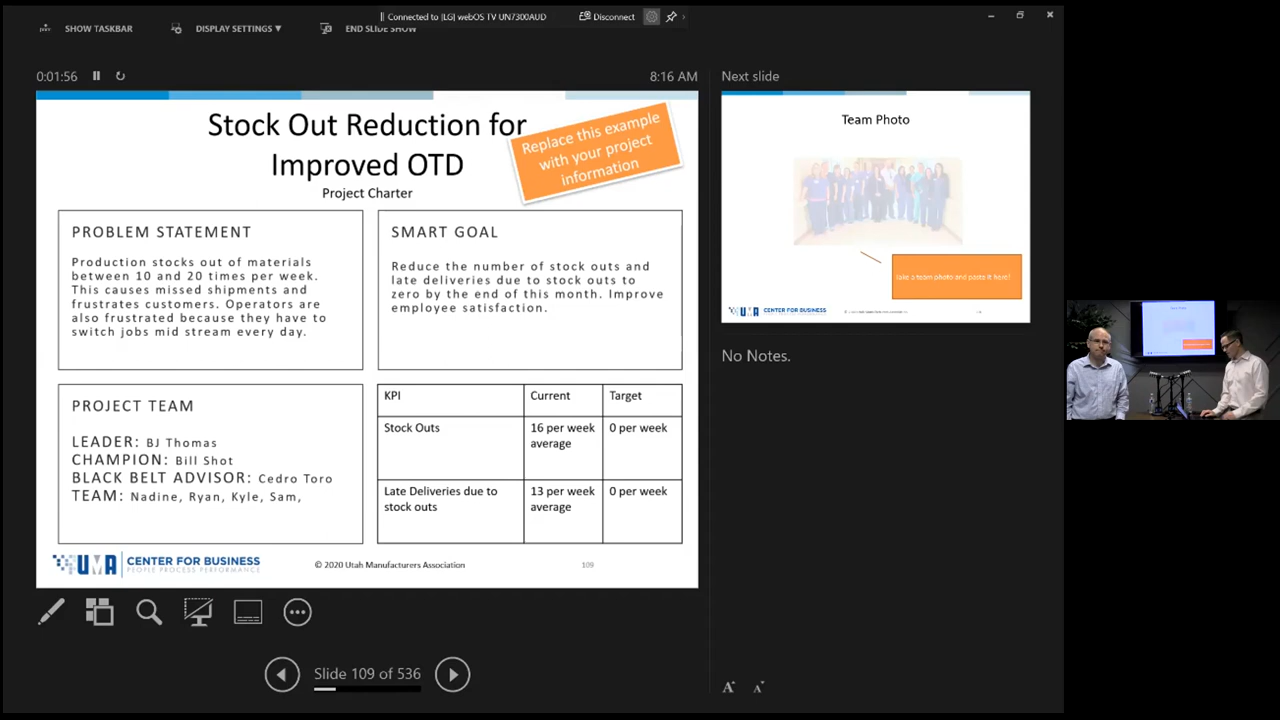 Connected to [LG] webOS TV UN7300AUD
Disconnect
SHOW TASKBAR
DISPLAY SETTINGS
END SLIDE SHOW
0:01:56
8:16 AM
Stock Out Reduction for
Improved OTD
Project Charter
Replace this example
with your project
information
PROBLEM STATEMENT
Production stocks out of materials
between 10 and 20 times per week.
This causes missed shipments and
frustrates customers. Operators are
also frustrated because they have to
switch jobs mid stream every day.
SMART GOAL
Reduce the number of stock outs and
late deliveries due to stock outs to
zero by the end of this month. Improve
employee satisfaction.
PROJECT TEAM
LEADER: BJ Thomas
CHAMPION: Bill Shot
BLACK BELT ADVISOR: Cedro Toro
TEAM: Nadine, Ryan, Kyle, Sam,
KPI Current Target
Stock Outs 16 per week average 0 per week
Late Deliveries due to stock outs 13 per week average 0 per week
UMA CENTER FOR BUSINESS
PEOPLE PROCESS PERFORMANCE
© 2020 Utah Manufacturers Association
109
Slide 109 of 536
Next slide
Team Photo
Take a team photo and paste it here!
UMA CENTER FOR BUSINESS
No Notes.
A A